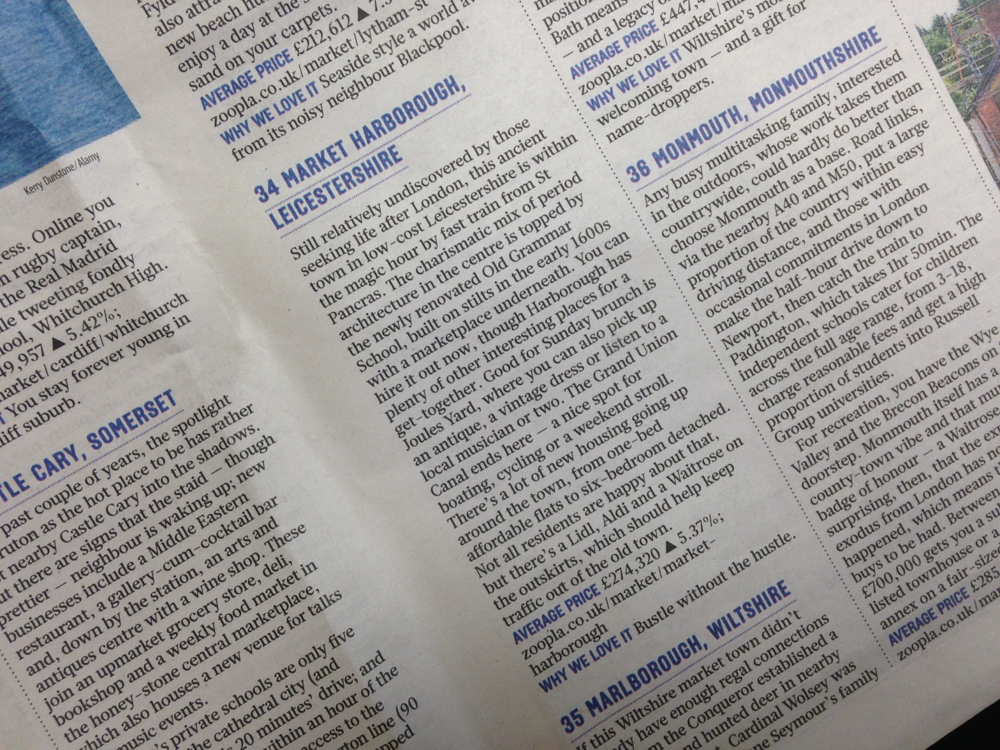 Kerry Dunstone/Alamy
ress. Online you
n rugby captain,
the Real Madrid
le tweeting fondly
hool, Whitchurch High.
49,957 ▲ 5.42%;
market/cardiff/whitchurch
You stay forever young in
diff suburb.
TLE CARY, SOMERSET
past couple of years, the spotlight
ruton as the hot place to be has rather
nearby Castle Cary into the shadows.
ut there are signs that the staid — though
prettier — neighbour is waking up; new
businesses include a Middle Eastern
restaurant, a gallery-cum-cocktail bar
and, down by the station, an arts and
antiques centre with a wine shop. These
join an upmarket grocery store, deli,
bookshop and a weekly food market in
the honey-stone central marketplace,
which also houses a new venue for talks
music events.
's private schools are only five
the cathedral city (and
20 minutes' drive; and
within an hour of the
access to the
ton line (90
pped
Fyld
also attra
new beach hu
enjoy a day at the s
sand on your carpets.
AVERAGE PRICE £212,612 ▲ 7.
zoopla.co.uk/market/lytham-st
WHY WE LOVE IT Seaside style a world a
from its noisy neighbour Blackpool.
34 MARKET HARBOROUGH,
LEICESTERSHIRE
Still relatively undiscovered by those
seeking life after London, this ancient
town in low-cost Leicestershire is within
the magic hour by fast train from St
Pancras. The charismatic mix of period
architecture in the centre is topped by
the newly renovated Old Grammar
School, built on stilts in the early 1600s
with a marketplace underneath. You can
hire it out now, though Harborough has
plenty of other interesting places for a
get-together. Good for Sunday brunch is
Joules Yard, where you can also pick up
an antique, a vintage dress or listen to a
local musician or two. The Grand Union
Canal ends here — a nice spot for
boating, cycling or a weekend stroll.
There's a lot of new housing going up
around the town, from one-bed
affordable flats to six-bedroom detached.
Not all residents are happy about that,
but there's a Lidl, Aldi and a Waitrose on
the outskirts, which should help keep
traffic out of the old town.
AVERAGE PRICE £274,320 ▲ 5.37%;
zoopla.co.uk/market/market-
harborough
WHY WE LOVE IT Bustle without the hustle.
35 MARLBOROUGH, WILTSHIRE
If this Wiltshire market town didn't
dy have enough regal connections
m the Conqueror established a
and hunted deer in nearby
t. Cardinal Wolsey was
ne Seymour's family
position
Bath means
— and a legacy o
AVERAGE PRICE £447,4
zoopla.co.uk/market/ma
WHY WE LOVE IT Wiltshire's mo
welcoming town — and a gift for
name-droppers.
36 MONMOUTH, MONMOUTHSHIRE
Any busy multitasking family, interested
in the outdoors, whose work takes them
countrywide, could hardly do better than
choose Monmouth as a base. Road links,
via the nearby A40 and M50, put a large
proportion of the country within easy
driving distance, and those with
occasional commitments in London
make the half-hour drive down to
Newport, then catch the train to
Paddington, which takes 1hr 50min. The
independent schools cater for children
across the full age range, from 3-18,
charge reasonable fees and get a high
proportion of students into Russell
Group universities.
For recreation, you have the Wye
Valley and the Brecon Beacons on
doorstep. Monmouth itself has a
county-town vibe and that mu
badge of honour — a Waitrose
surprising, then, that the ex
exodus from London has no
happened, which means th
buys to be had. Betwee
£700,000 gets you a s
listed townhouse or a
annex on a fair-size
AVERAGE PRICE £285
zoopla.co.uk/mar